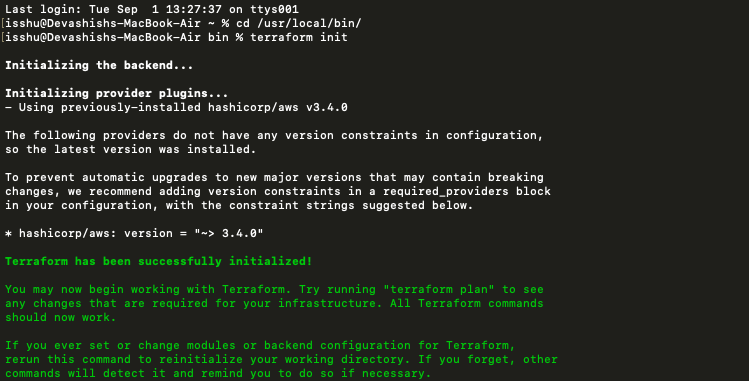 Last login: Tue Sep  1 13:27:37 on ttys001
[isshu@Devashishs-MacBook-Air ~ % cd /usr/local/bin/
[isshu@Devashishs-MacBook-Air bin % terraform init
Initializing the backend...
Initializing provider plugins...
- Using previously-installed hashicorp/aws v3.4.0
The following providers do not have any version constraints in configuration,
so the latest version was installed.
To prevent automatic upgrades to new major versions that may contain breaking
changes, we recommend adding version constraints in a required_providers block
in your configuration, with the constraint strings suggested below.
* hashicorp/aws: version = "~> 3.4.0"
Terraform has been successfully initialized!
You may now begin working with Terraform. Try running "terraform plan" to see
any changes that are required for your infrastructure. All Terraform commands
should now work.
If you ever set or change modules or backend configuration for Terraform,
rerun this command to reinitialize your working directory. If you forget, other
commands will detect it and remind you to do so if necessary.